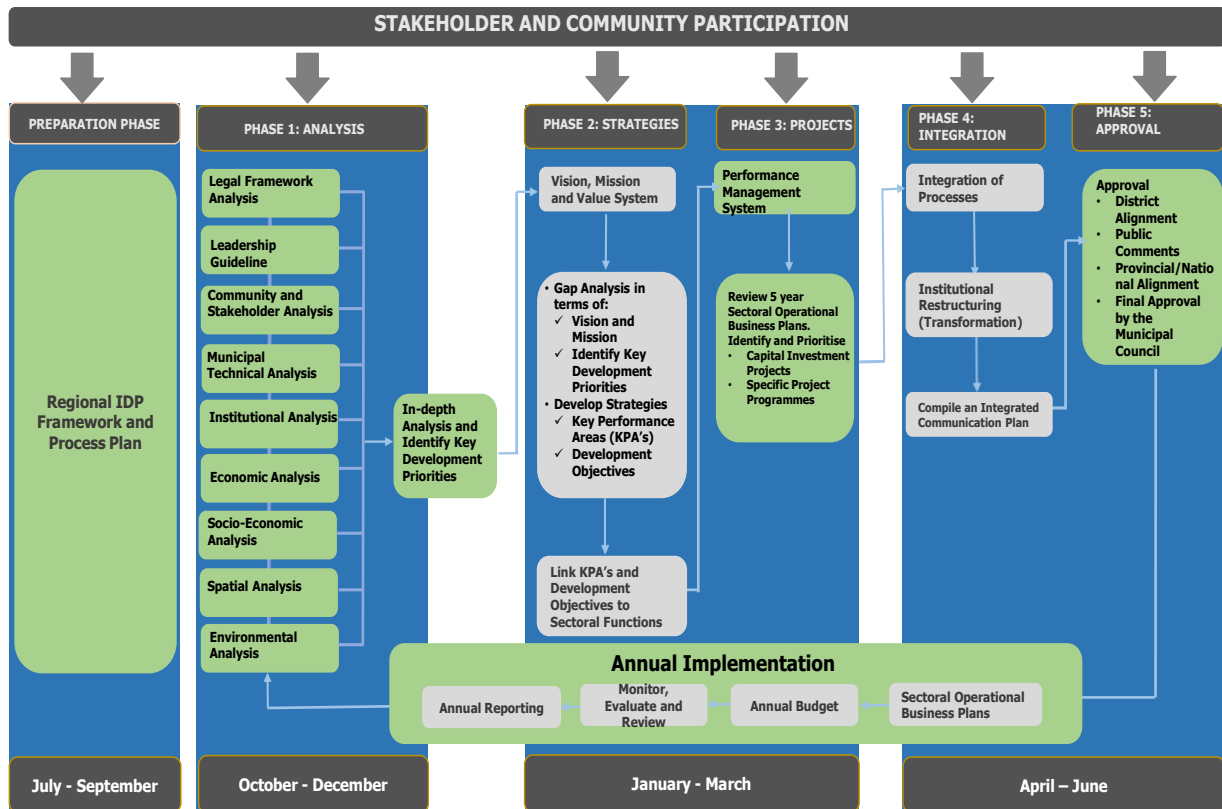 STAKEHOLDER AND COMMUNITY PARTICIPATION
PREPARATION PHASE
Regional IDP
Framework and
Process Plan
July - September
PHASE 1: ANALYSIS
Legal Framework
Analysis
Leadership
Guideline
Community and
Stakeholder Analysis
Municipal
Technical Analysis
Institutional Analysis
Economic Analysis
Socio-Economic
Analysis
Spatial Analysis
Environmental
Analysis
In-depth
Analysis and
Identify Key
Development
Priorities
October - December
PHASE 2: STRATEGIES
Vision, Mission
and Value System
• Gap Analysis in
terms of:
✓ Vision and
Mission
✓ Identify Key
Development
Priorities
• Develop Strategies
✓ Key Performance
Areas (KPA's)
✓ Development
Objectives
Link KPA's and
Development
Objectives to
Sectoral Functions
PHASE 3: PROJECTS
Performance
Management
System
Review 5 year
Sectoral Operational
Business Plans.
Identify and Prioritise
• Capital Investment
Projects
• Specific Project
Programmes
January - March
PHASE 4:
INTEGRATION
Integration of
Processes
Institutional
Restructuring
(Transformation)
Compile an Integrated
Communication Plan
PHASE 5:
APPROVAL
Approval
• District
Alignment
• Public
Comments
• Provincial/Natio
nal Alignment
• Final Approval
by the
Municipal
Council
April – June
Annual Implementation
Annual Reporting
Monitor,
Evaluate and
Review
Annual Budget
Sectoral Operational
Business Plans